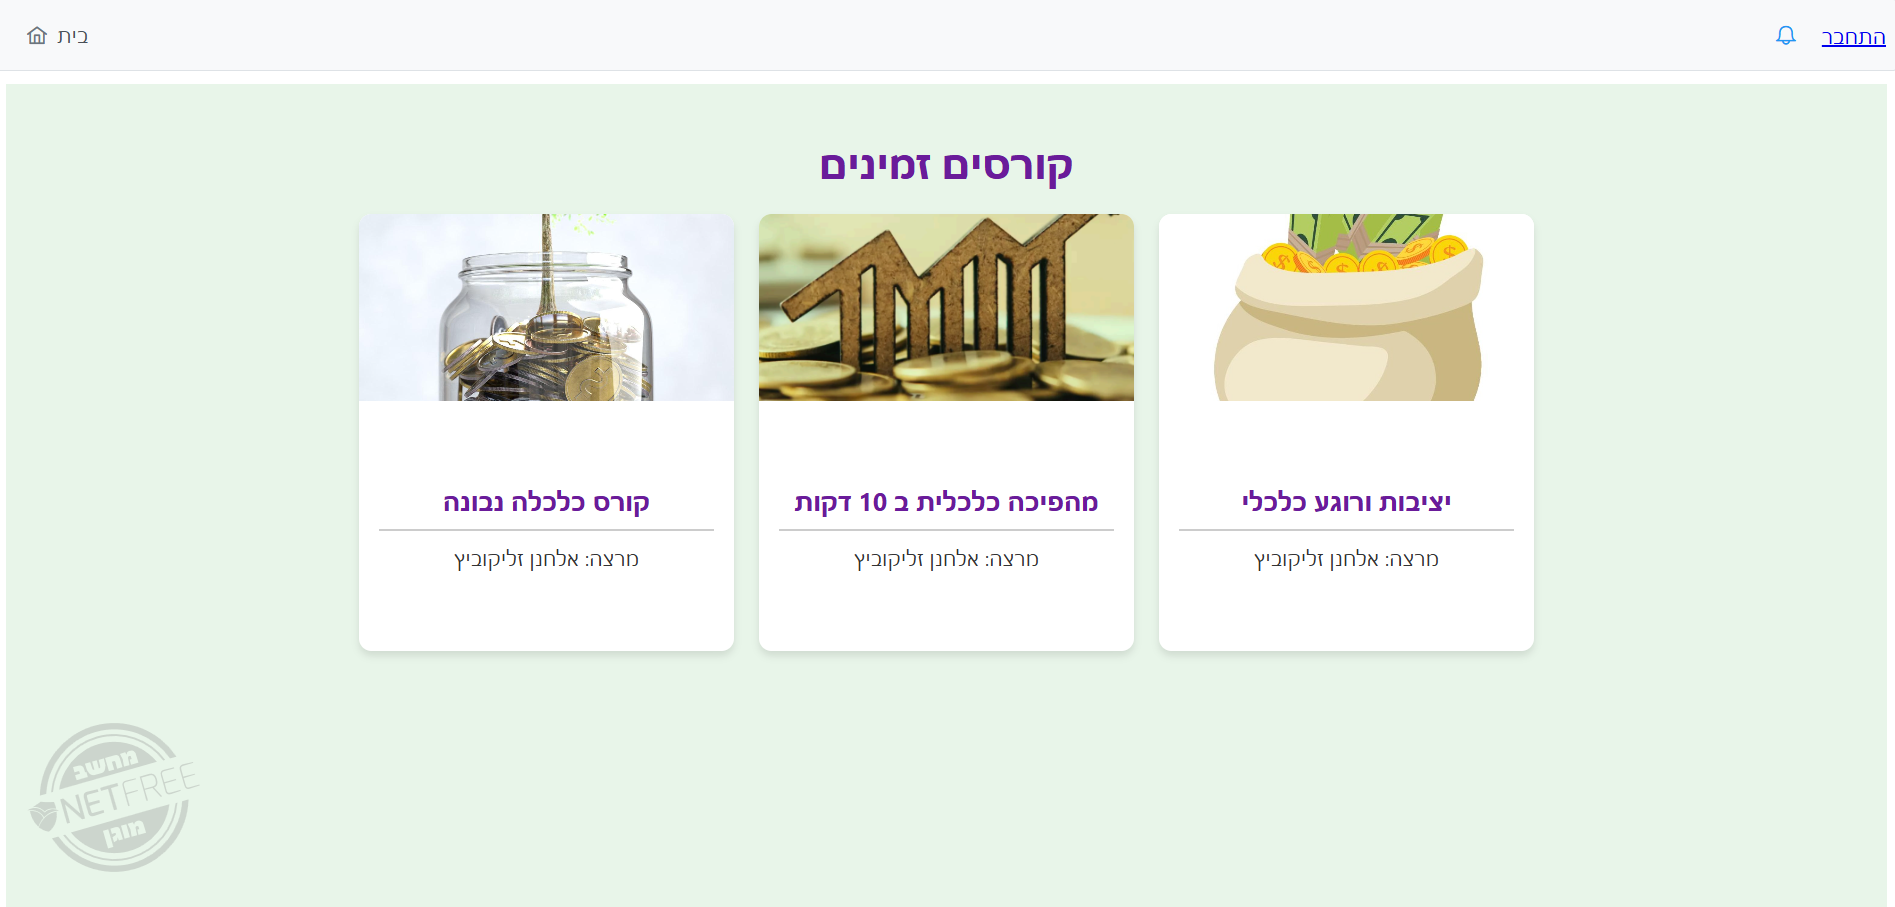 התחבר
בית
קורסים זמינים
יציבות ורוגע כלכלי
מרצה: אלחנן זליקוביץ
מהפיכה כלכלית ב 10 דקות
מרצה: אלחנן זליקוביץ
קורס כלכלה נבונה
מרצה: אלחנן זליקוביץ
מחשב
NETFREE
מוגן